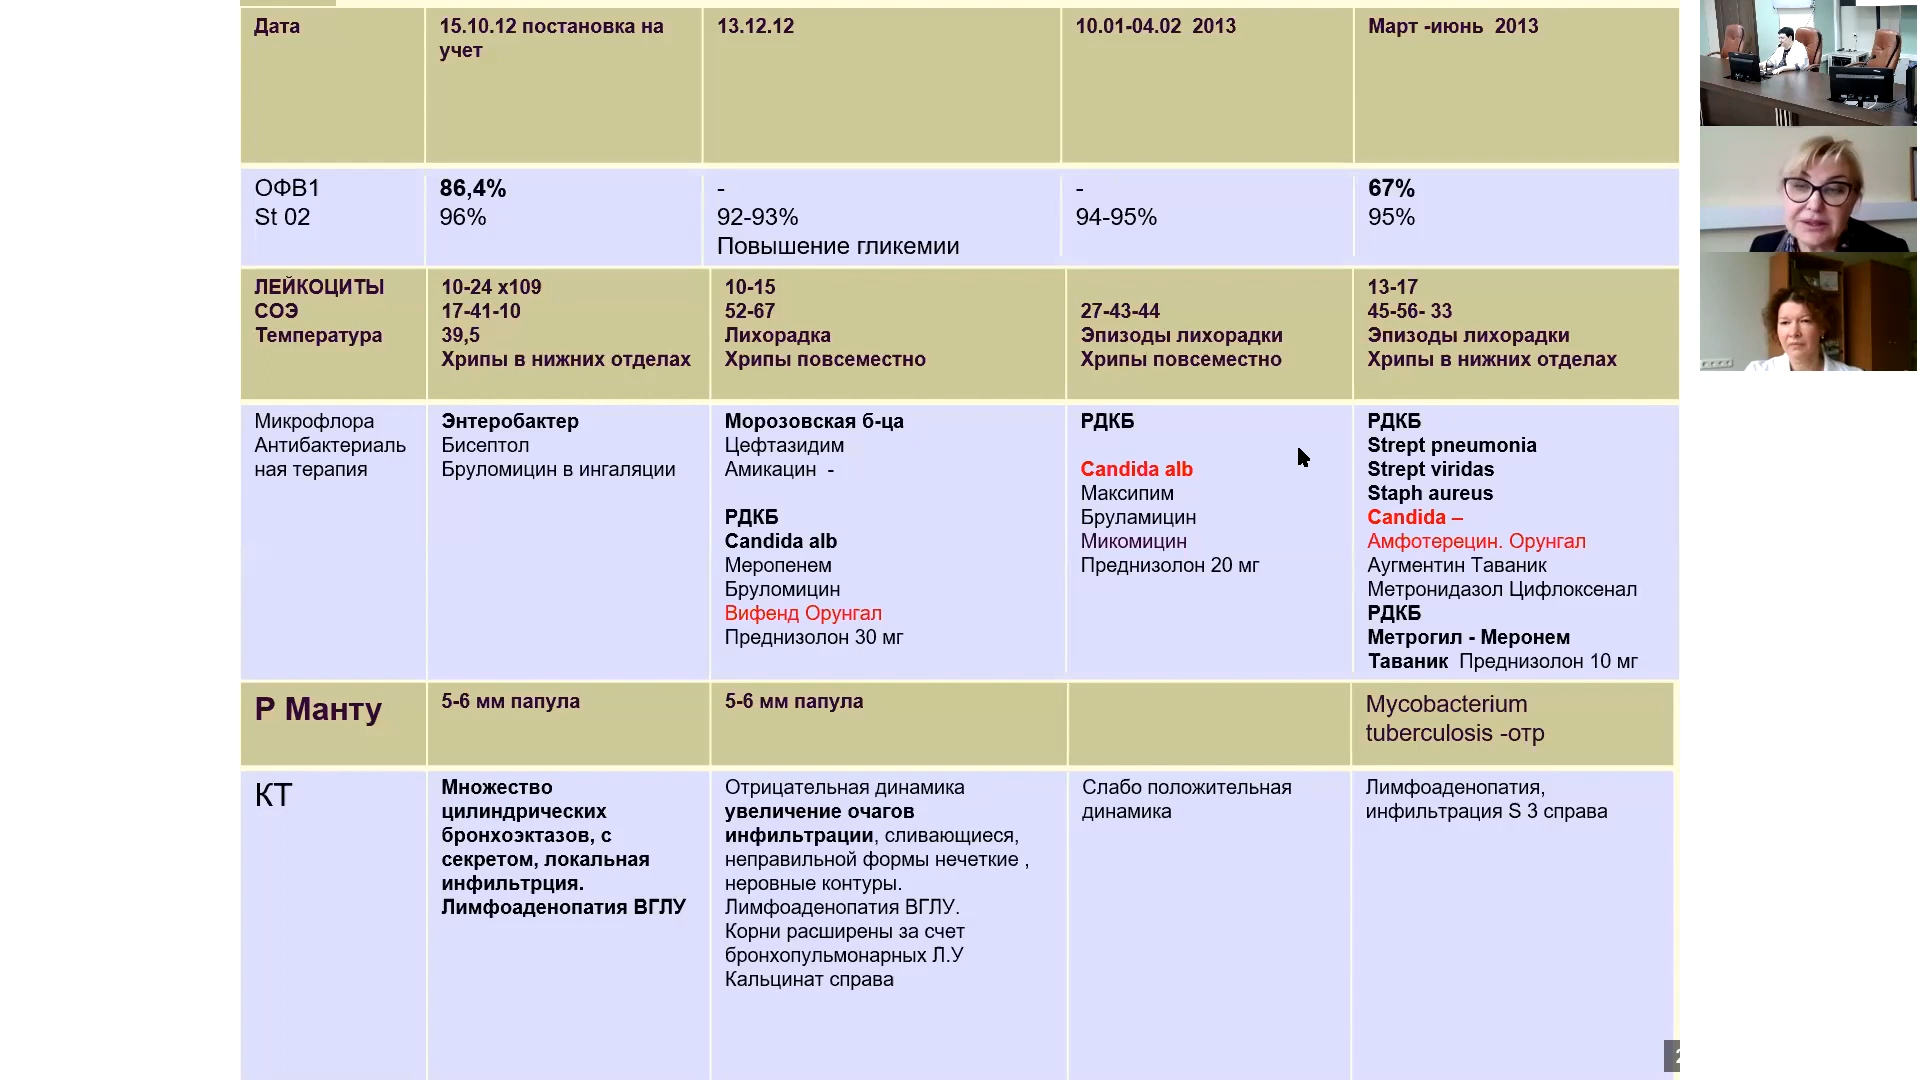 Дата
15.10.12 постановка на
учет
13.12.12
10.01-04.02 2013
Март -июнь 2013
ОФВ1
St 02
86,4%
96%
-
92-93%
Повышение гликемии
-
94-95%
67%
95%
ЛЕЙКОЦИТЫ
СОЭ
Температура
10-24 х109
17-41-10
39,5
Хрипы в нижних отделах
10-15
52-67
Лихорадка
Хрипы повсеместно
27-43-44
Эпизоды лихорадки
Хрипы повсеместно
13-17
45-56- 33
Эпизоды лихорадки
Хрипы в нижних отделах
Микрофлора
Антибактериаль
ная терапия
Энтеробактер
Бисептол
Бруломицин в ингаляции
Морозовская б-ца
Цефтазидим
Амикацин -
РДКБ
Candida alb
Меропенем
Бруломицин
Вифенд Орунгал
Преднизолон 30 мг
РДКБ
Candida alb
Максипим
Бруламицин
Микомицин
Преднизолон 20 мг
РДКБ
Strept pneumonia
Strept viridas
Staph aureus
Candida –
Амфотерецин. Орунгал
Аугментин Таваник
Метронидазол Цифлоксенал
РДКБ
Метрогил - Меронем
Таваник Преднизолон 10 мг
Р Манту
5-6 мм папула
5-6 мм папула
Mycobacterium
tuberculosis -отр
КТ
Множество
цилиндрических
бронхоэктазов, с
секретом, локальная
инфильтрция.
Лимфоаденопатия ВГЛУ
Отрицательная динамика
увеличение очагов
инфильтрации, сливающиеся,
неправильной формы нечеткие ,
неровные контуры.
Лимфоаденопатия ВГЛУ.
Корни расширены за счет
бронхопульмонарных Л.У
Кальцинат справа
Слабо положительная
динамика
Лимфоаденопатия,
инфильтрация S 3 справа